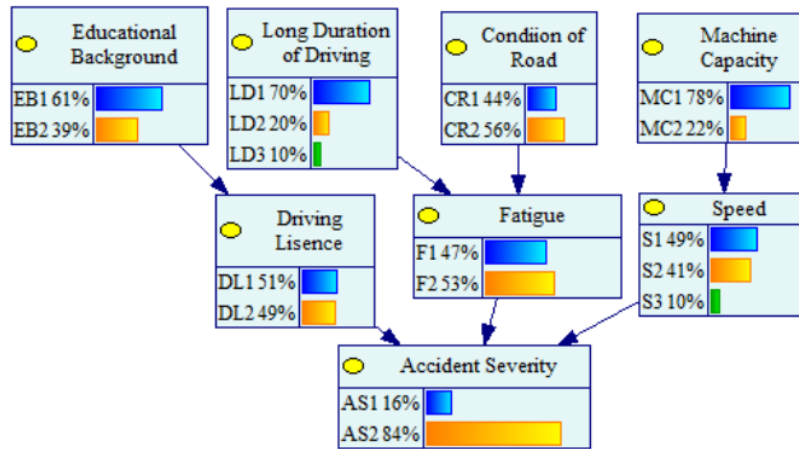 Educational
Background
EB1 61%
EB2 39%
Long Duration
of Driving
LD1 70%
LD2 20%
LD3 10%
Condiion of
Road
CR1 44%
CR2 56%
Machine
Capacity
MC1 78%
MC2 22%
Driving
Lisence
DL1 51%
DL2 49%
Fatigue
F1 47%
F2 53%
Speed
S1 49%
S2 41%
S3 10%
Accident Severity
AS1 16%
AS2 84%